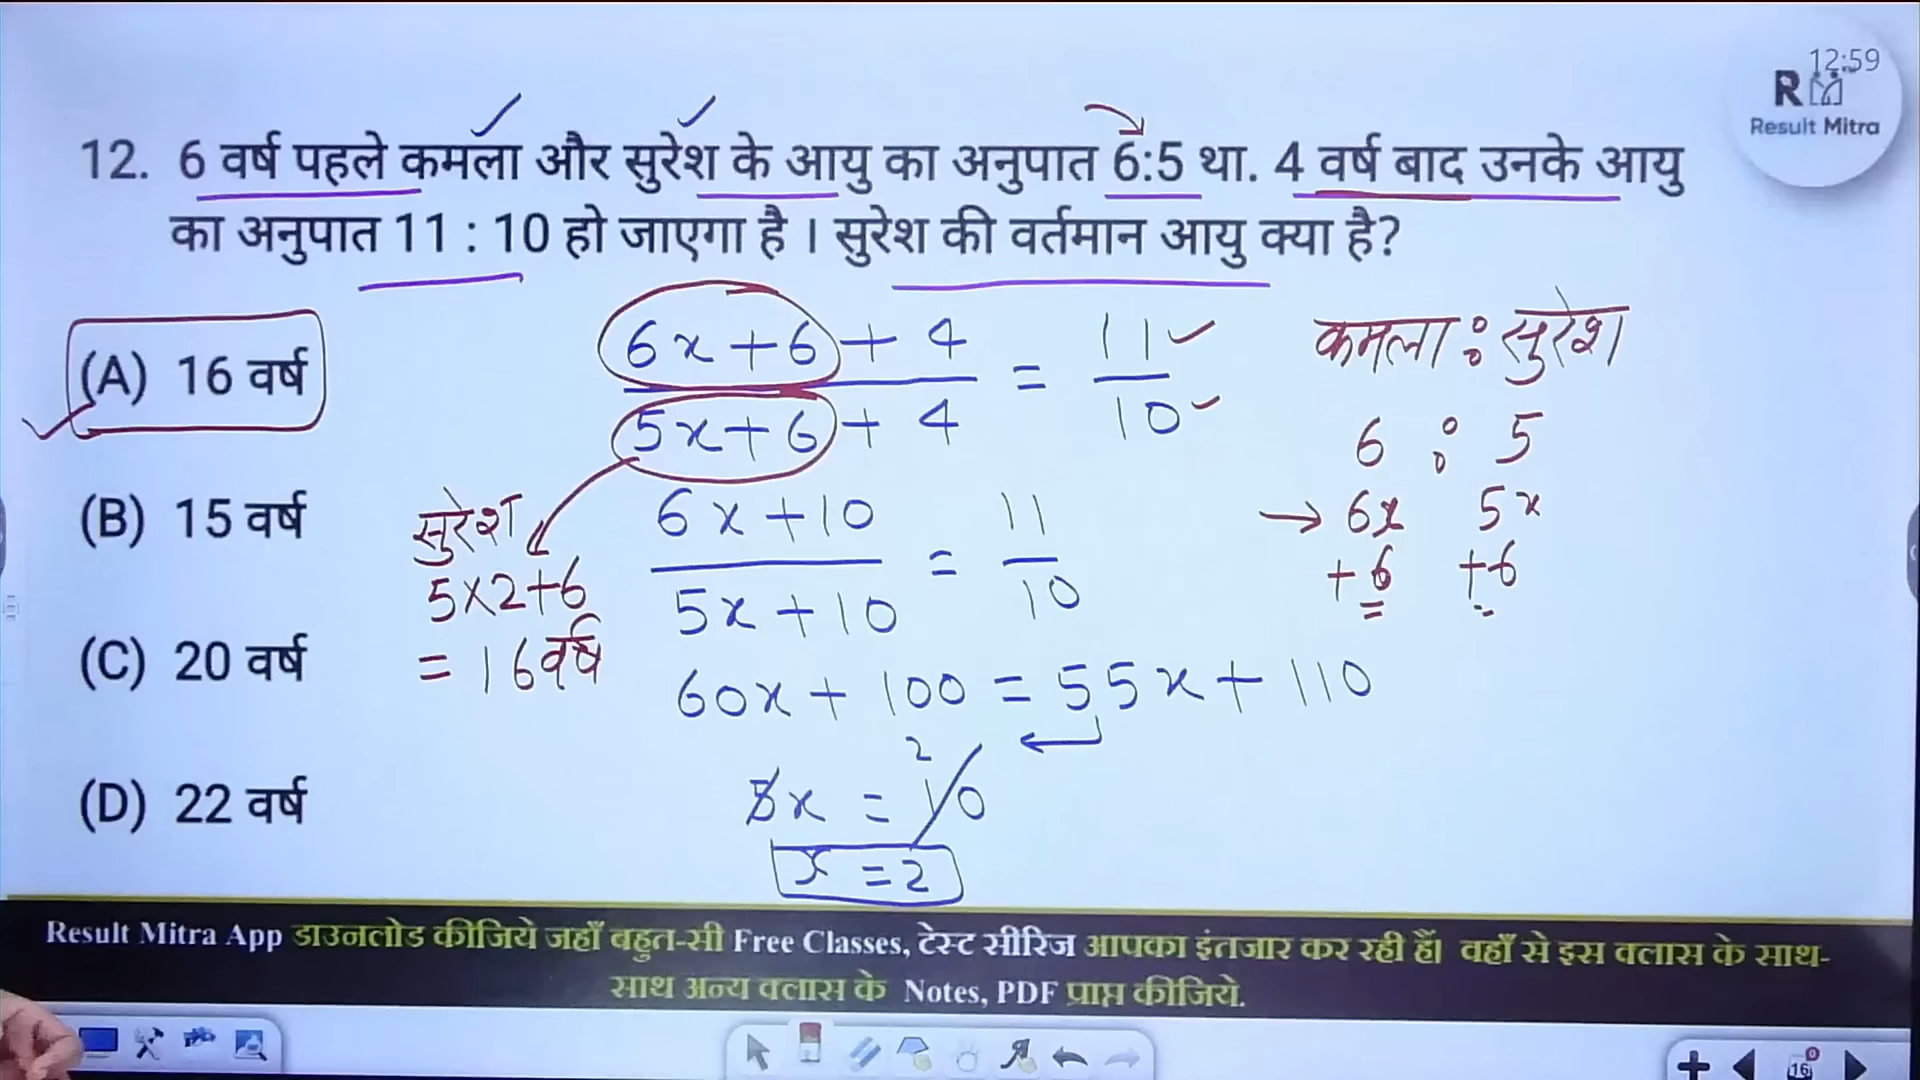 12:59
RM
Result Mitra
12. 6 वर्ष पहले कमला और सुरेश के आयु का अनुपात 6:5 था. 4 वर्ष बाद उनके आयु
का अनुपात 11 : 10 हो जाएगा है । सुरेश की वर्तमान आयु क्या है?
(A) 16 वर्ष
(B) 15 वर्ष
(C) 20 वर्ष
(D) 22 वर्ष
6x+6 + 4 = 11
5x+6 + 4 10
6x+10 = 11
5x+10 10
60x + 100 = 55x + 110
2
5x = 10
x = 2
सुरेश
5x2+6
= 16 वर्ष
कमला : सुरेश
6 : 5
→ 6x 5x
+6 +6
Result Mitra App डाउनलोड कीजिये जहाँ बहुत-सी Free Classes, टेस्ट सीरिज आपका इंतजार कर रही हैं। वहाँ से इस क्लास के साथ-
साथ अन्य क्लास के Notes, PDF प्राप्त कीजिये.
16
0